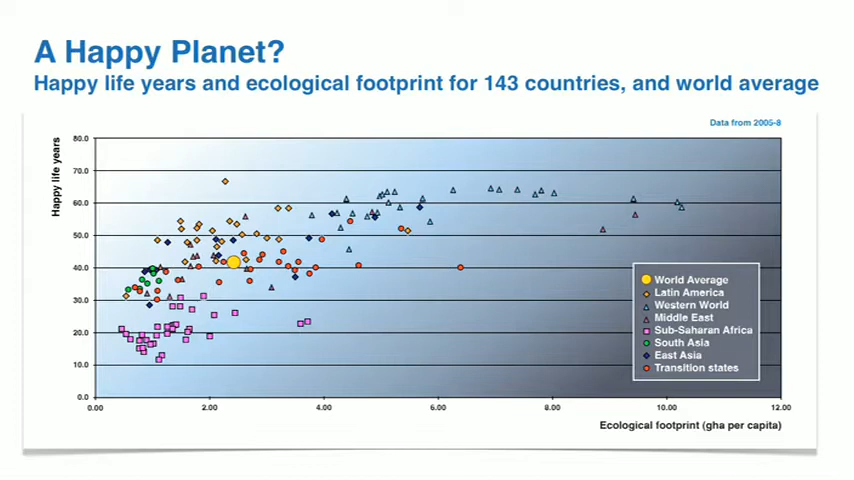 A Happy Planet?
Happy life years and ecological footprint for 143 countries, and world average
Data from 2005-8
Happy life years
80.0
70.0
60.0
50.0
40.0
30.0
20.0
10.0
0.0
World Average
Latin America
Western World
Middle East
Sub-Saharan Africa
South Asia
East Asia
Transition states
0.00 2.00 4.00 6.00 8.00 10.00 12.00
Ecological footprint (gha per capita)